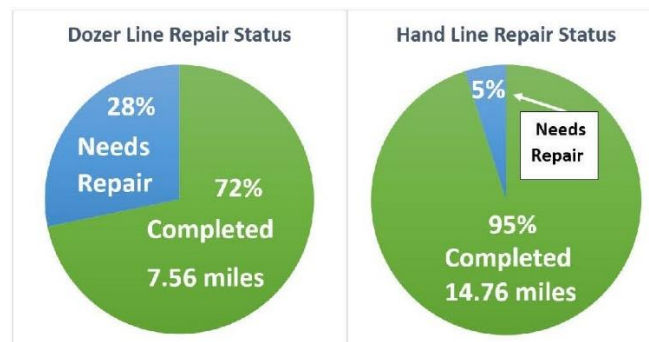 Dozer Line Repair Status
28%
Needs
Repair
72%
Completed
7.56 miles
Hand Line Repair Status
5%
Needs
Repair
95%
Completed
14.76 miles